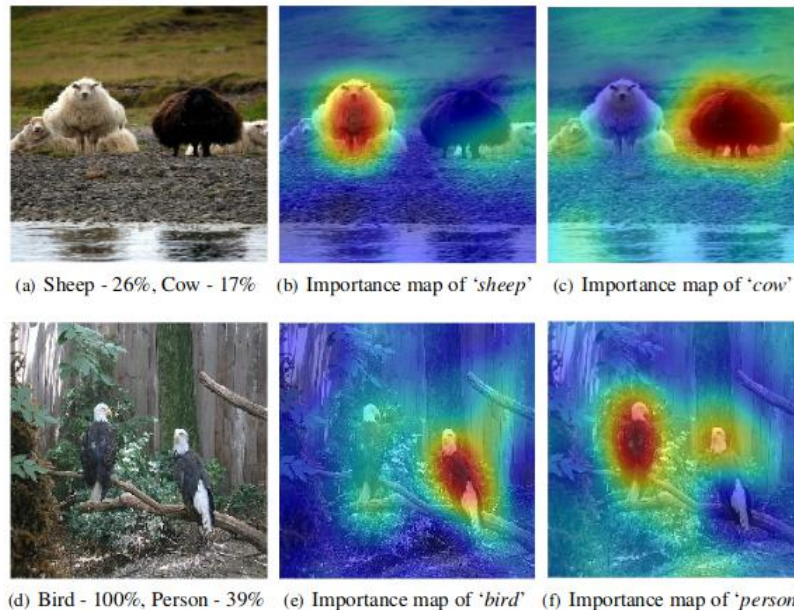 (a) Sheep - 26%, Cow - 17%
(b) Importance map of ‘sheep’
(c) Importance map of ‘cow’
(d) Bird - 100%, Person - 39%
(e) Importance map of ‘bird’
(f) Importance map of ‘person